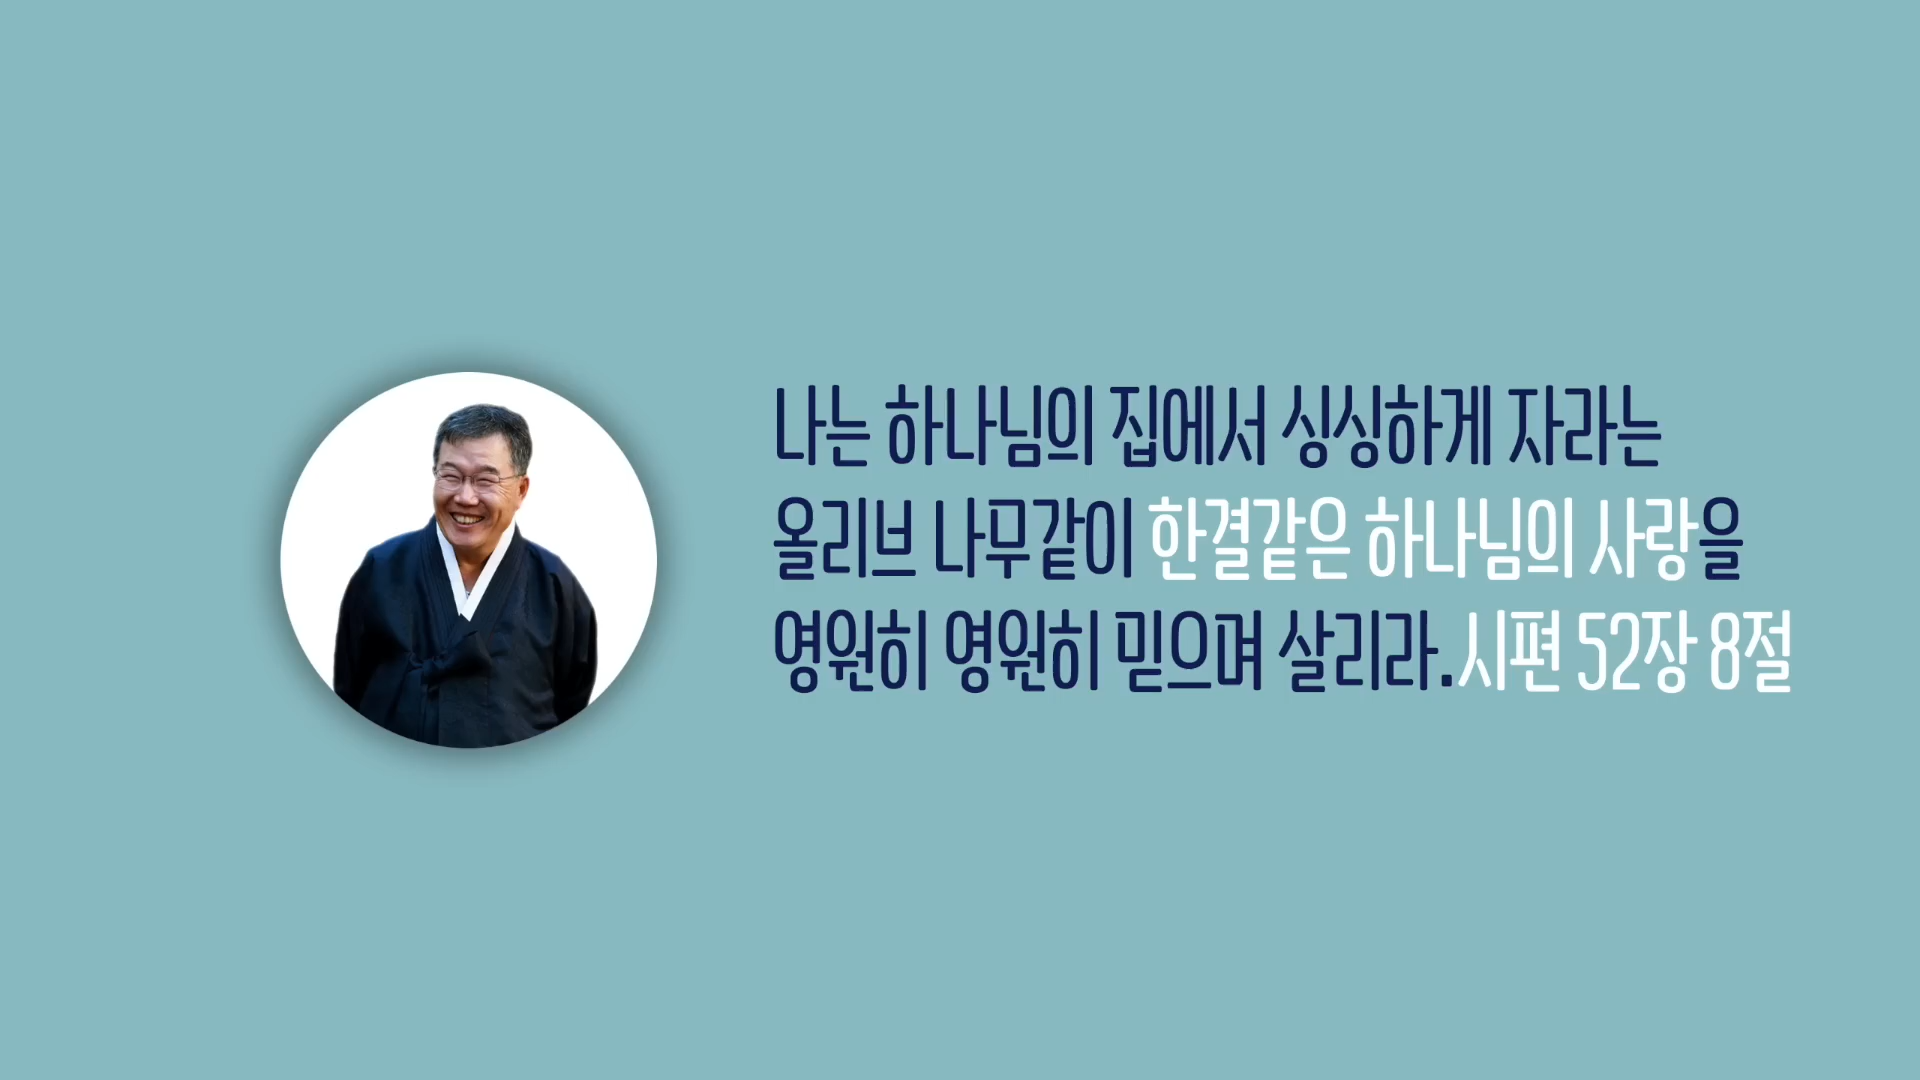 나는 하나님의 집에서 싱싱하게 자라는
올리브 나무같이 한결같은 하나님의 사랑을
영원히 영원히 믿으며 살리라.시편 52장 8절